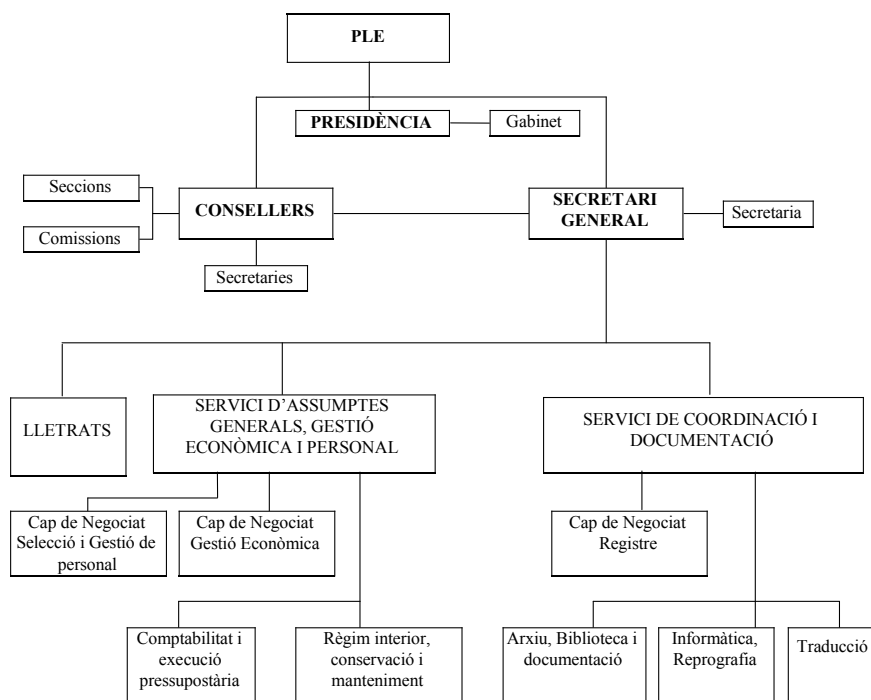 PLE
PRESIDÈNCIA
Gabinet
Seccions
Comissions
CONSELLERS
SECRETARI
GENERAL
Secretaria
Secretaries
LLETRATS
SERVICI D’ASSUMPTES
GENERALS, GESTIÓ
ECONÒMICA I PERSONAL
SERVICI DE COORDINACIÓ I
DOCUMENTACIÓ
Cap de Negociat
Selecció i Gestió de
personal
Cap de Negociat
Gestió Econòmica
Cap de Negociat
Registre
Comptabilitat i
execució
pressupostària
Règim interior,
conservació i
manteniment
Arxiu, Biblioteca i
documentació
Informàtica,
Reprografia
Traducció